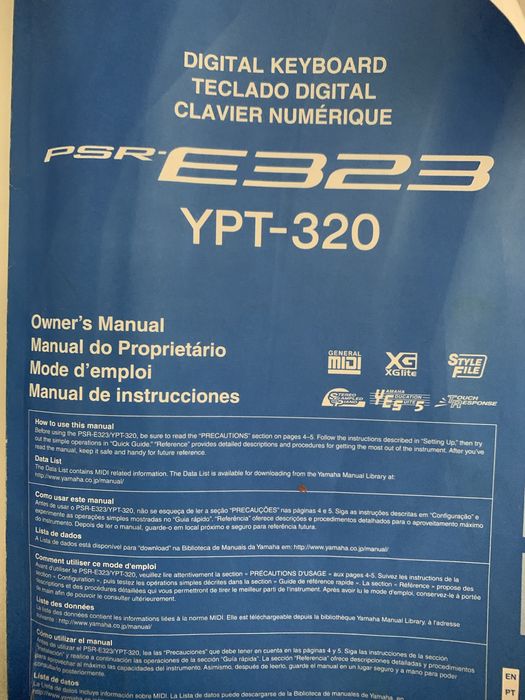 DIGITAL KEYBOARD
TECLADO DIGITAL
CLAVIER NUMÉRIQUE
PSR-E323
YPT-320
Owner's Manual
Manual do Proprietário
Mode d'emploi
Manual de instrucciones
GENERAL
MIDI
XG
XGlite
STYLE
FILE
STEREO
SAMPLED
PIANO
YAMAHA
EDUCATION
SUITE 5
TOUCH
RESPONSE
How to use this manual
Before using the PSR-E323/YPT-320, be sure to read the "PRECAUTIONS" section on pages 4–5. Follow the instructions described in "Setting Up," then try
out the simple operations in "Quick Guide." "Reference" provides detailed descriptions and procedures for getting the most out of the instrument. After you've
read the manual, keep it safe and handy for future reference.
Data List
The Data List contains MIDI related information. The Data List is available for downloading from the Yamaha Manual Library at:
http://www.yamaha.co.jp/manual/
Como usar este manual
Antes de usar o PSR-E323/YPT-320, não se esqueça de ler a seção "PRECAUÇÕES" nas páginas 4 e 5. Siga as instruções descritas em "Configuração" e
experimente as operações simples mostradas no "Guia rápido". "Referência" oferece descrições e procedimentos detalhados para o aproveitamento máximo
do instrumento. Depois de ler o manual, guarde-o em local próximo e seguro para referência futura.
Lista de dados
A Lista de dados está disponível para "download" na Biblioteca de Manuais da Yamaha em: http://www.yamaha.co.jp/manual/
Comment utiliser ce mode d'emploi
Avant d'utiliser le PSR-E323/YPT-320, veuillez lire attentivement la section « PRECAUTIONS D'USAGE » aux pages 4-5. Suivez les instructions de la
section « Configuration », puis testez les opérations simples décrites dans la section « Guide de référence rapide ». La section « Référence » propose des
descriptions et des procédures détaillées qui vous permettront de tirer le meilleur parti de l'instrument. Après avoir lu le mode d'emploi, conservez-le à portée
de main afin de pouvoir le consulter ultérieurement.
Liste des données
La liste des données contient les informations liées à la norme MIDI. Elle est téléchargeable depuis la bibliothèque Yamaha Manual Library, à l'adresse
suivante : http://www.yamaha.co.jp/manual/
Cómo utilizar el manual
Antes de utilizar el PSR-E323/YPT-320, lea las "Precauciones" que debe tener en cuenta en las páginas 4 y 5. Siga las instrucciones de la sección
"Instalación" y realice a continuación las operaciones de la sección "Guía rápida". La sección "Referencia" ofrece descripciones detalladas y procedimientos
para aprovechar al máximo las capacidades del instrumento. Asimismo, después de leerlo, guarde el manual en un lugar seguro y a mano para poder
consultarlo posteriormente.
Lista de datos
La Lista de datos incluye información sobre MIDI. La Lista de datos puede descargarse de la Biblioteca de manuales de Yamaha en
EN
PT